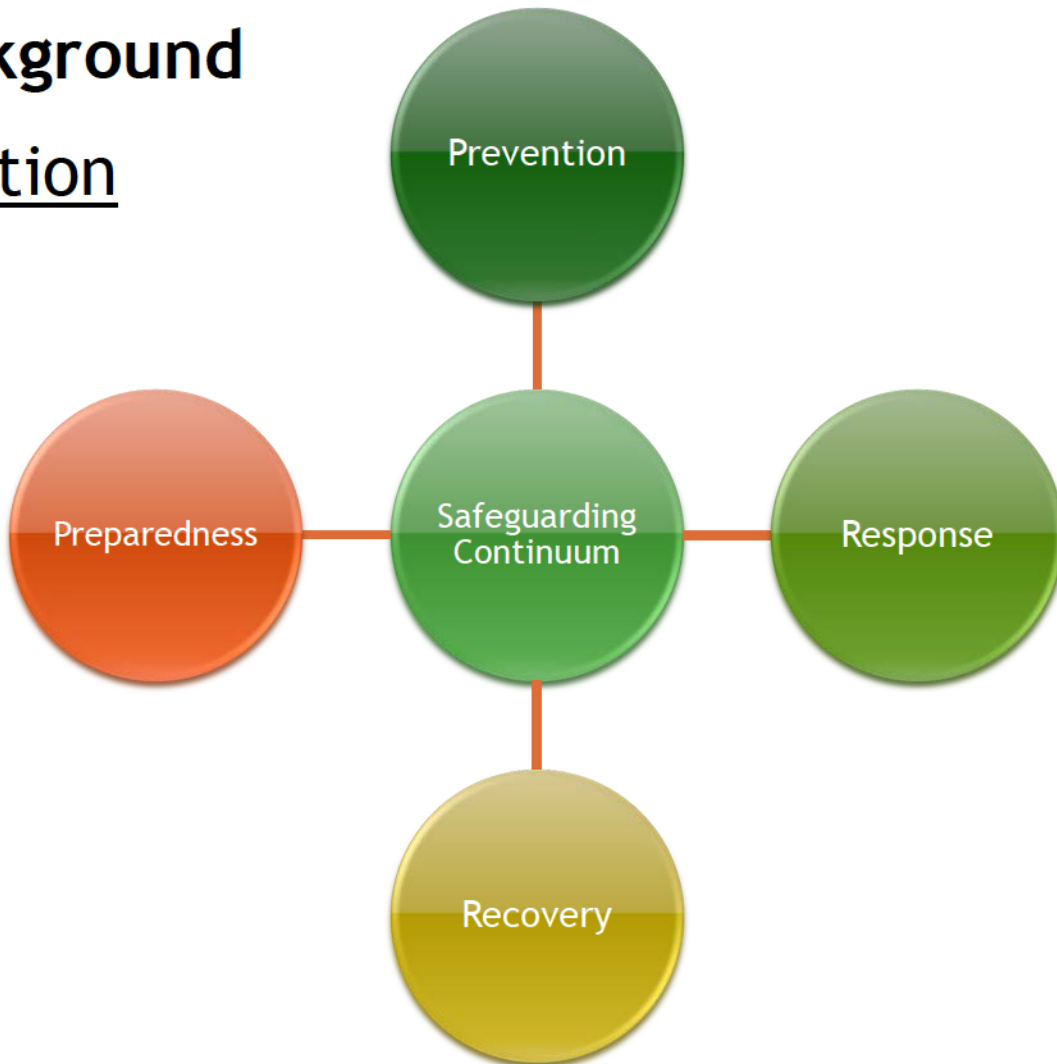 kground
tion
Prevention
Preparedness
Safeguarding
Continuum
Response
Recovery